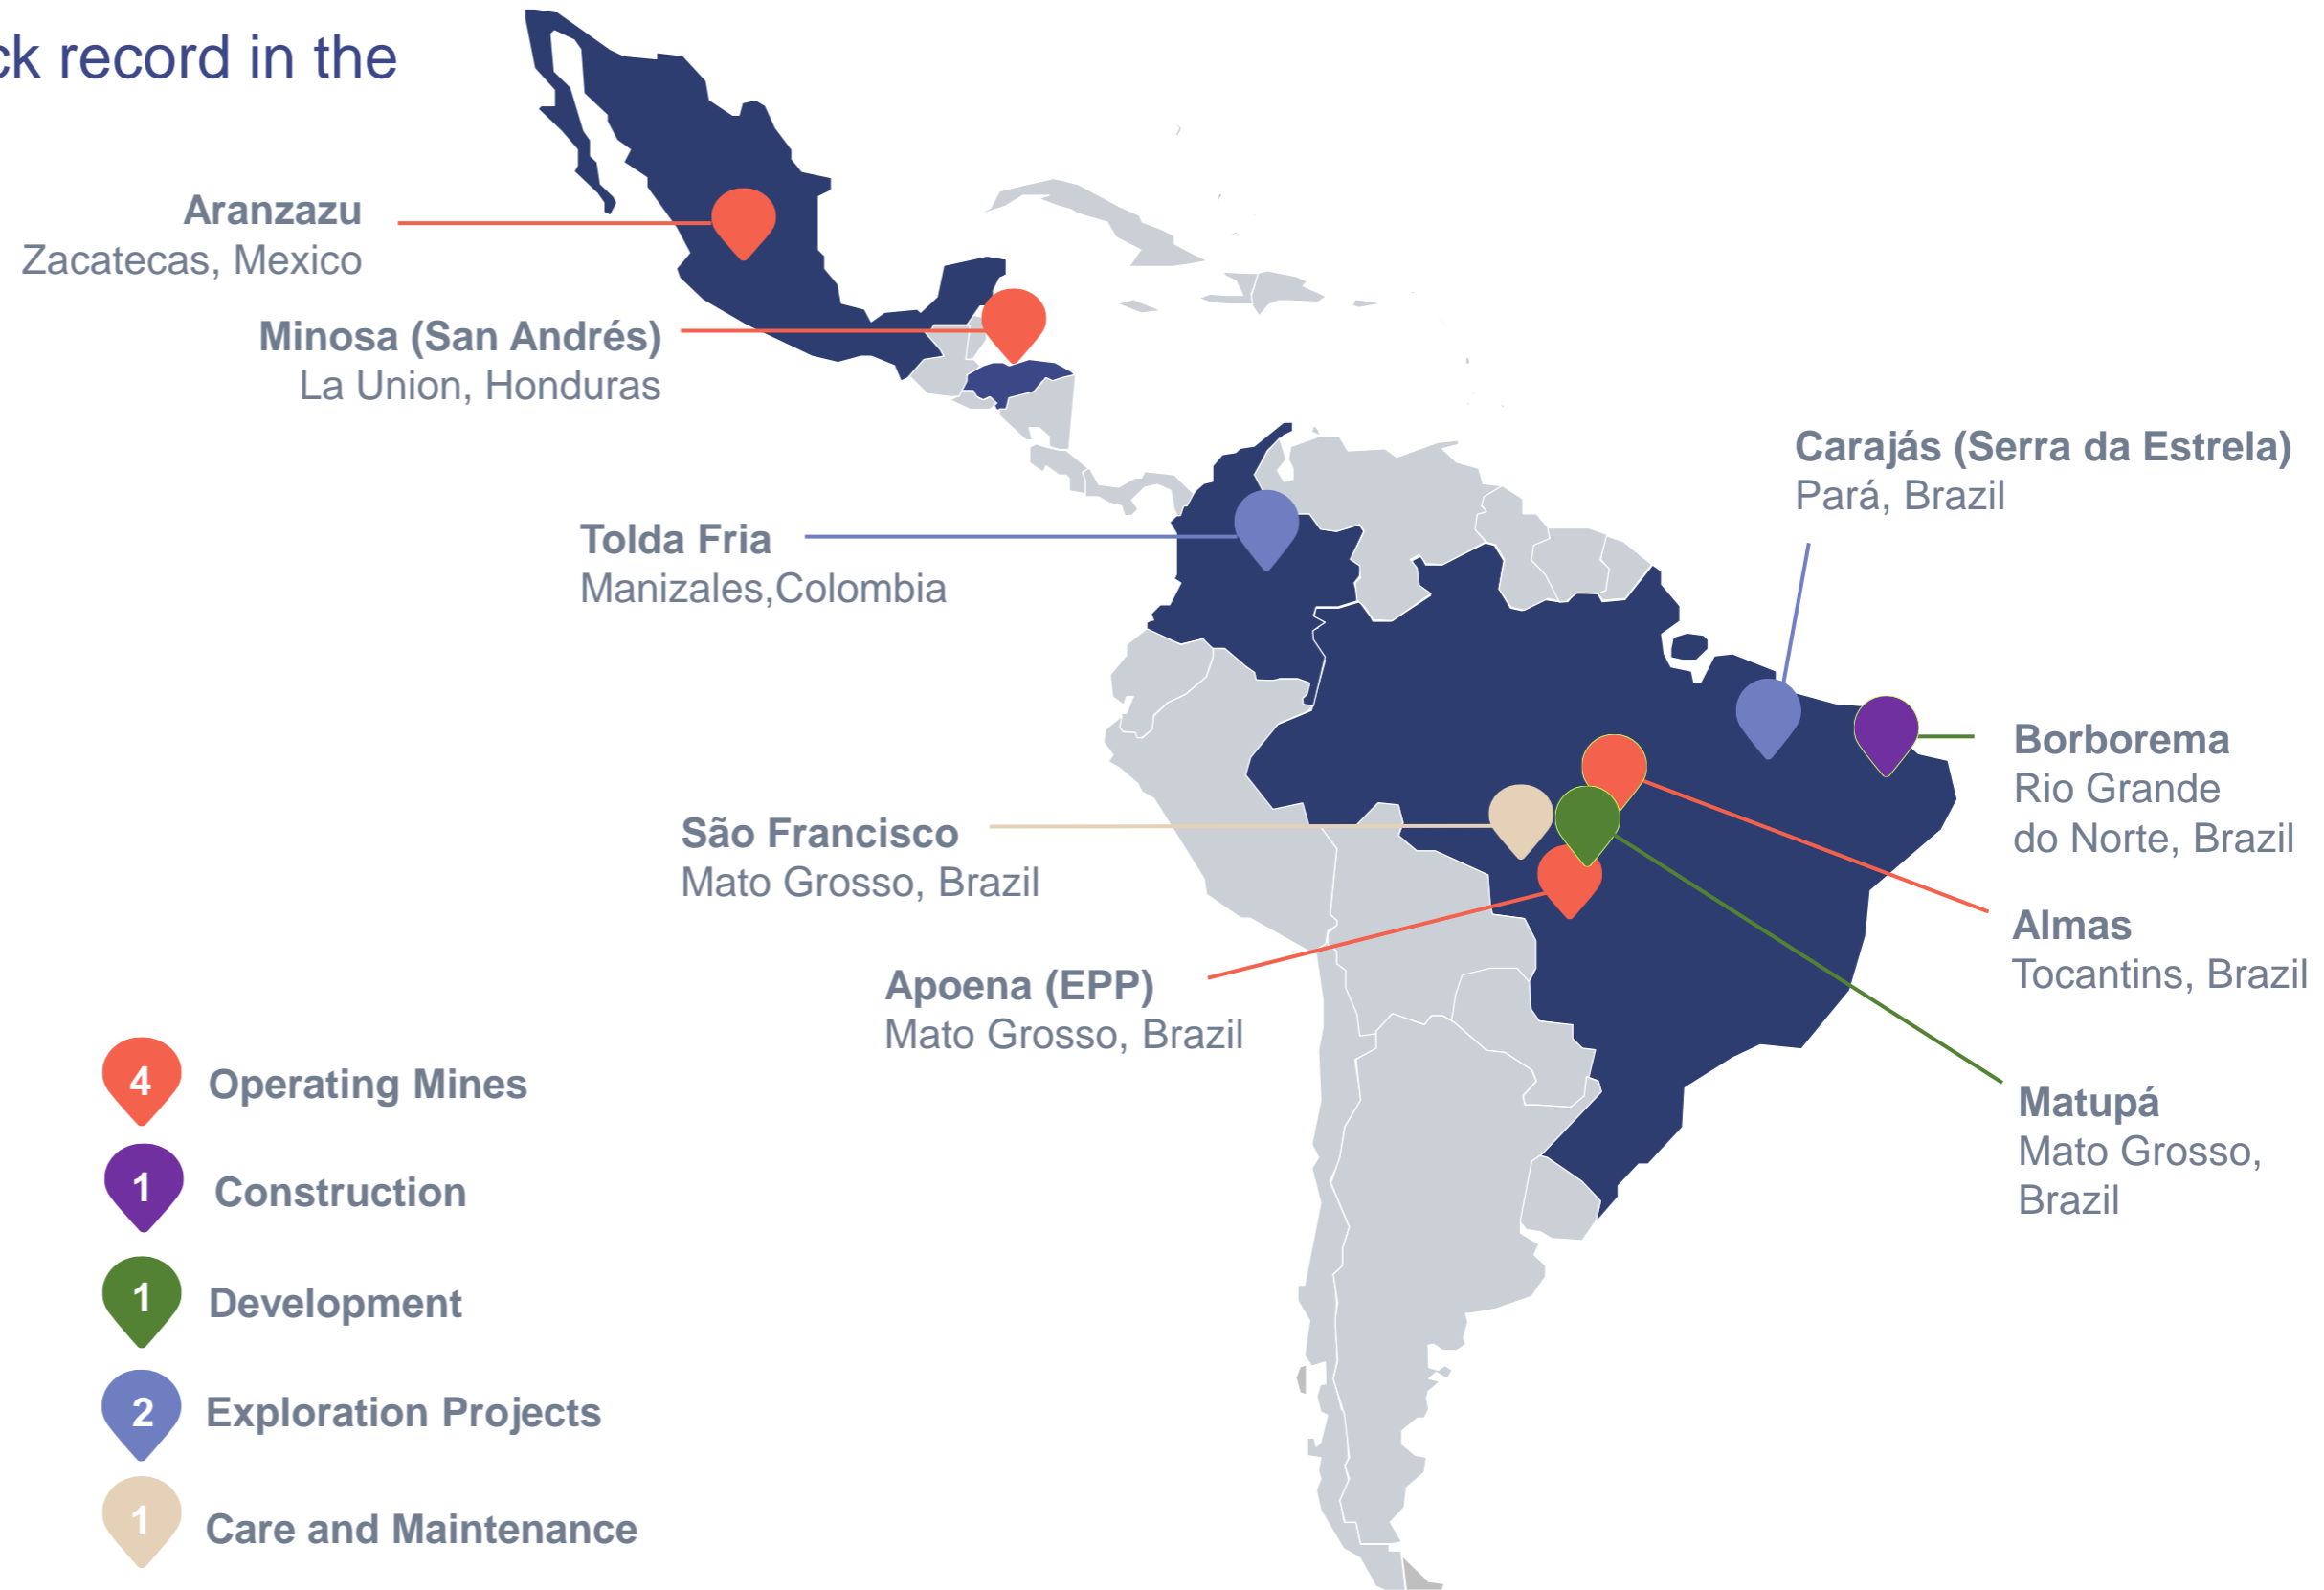 ck record in the
Aranzazu
Zacatecas, Mexico
Minosa (San Andrés)
La Union, Honduras
Carajás (Serra da Estrela)
Pará, Brazil
Tolda Fria
Manizales,Colombia
Borborema
Rio Grande
do Norte, Brazil
São Francisco
Mato Grosso, Brazil
Almas
Tocantins, Brazil
Apoena (EPP)
Mato Grosso, Brazil
Matupá
Mato Grosso,
Brazil
4 Operating Mines
1 Construction
1 Development
2 Exploration Projects
1 Care and Maintenance